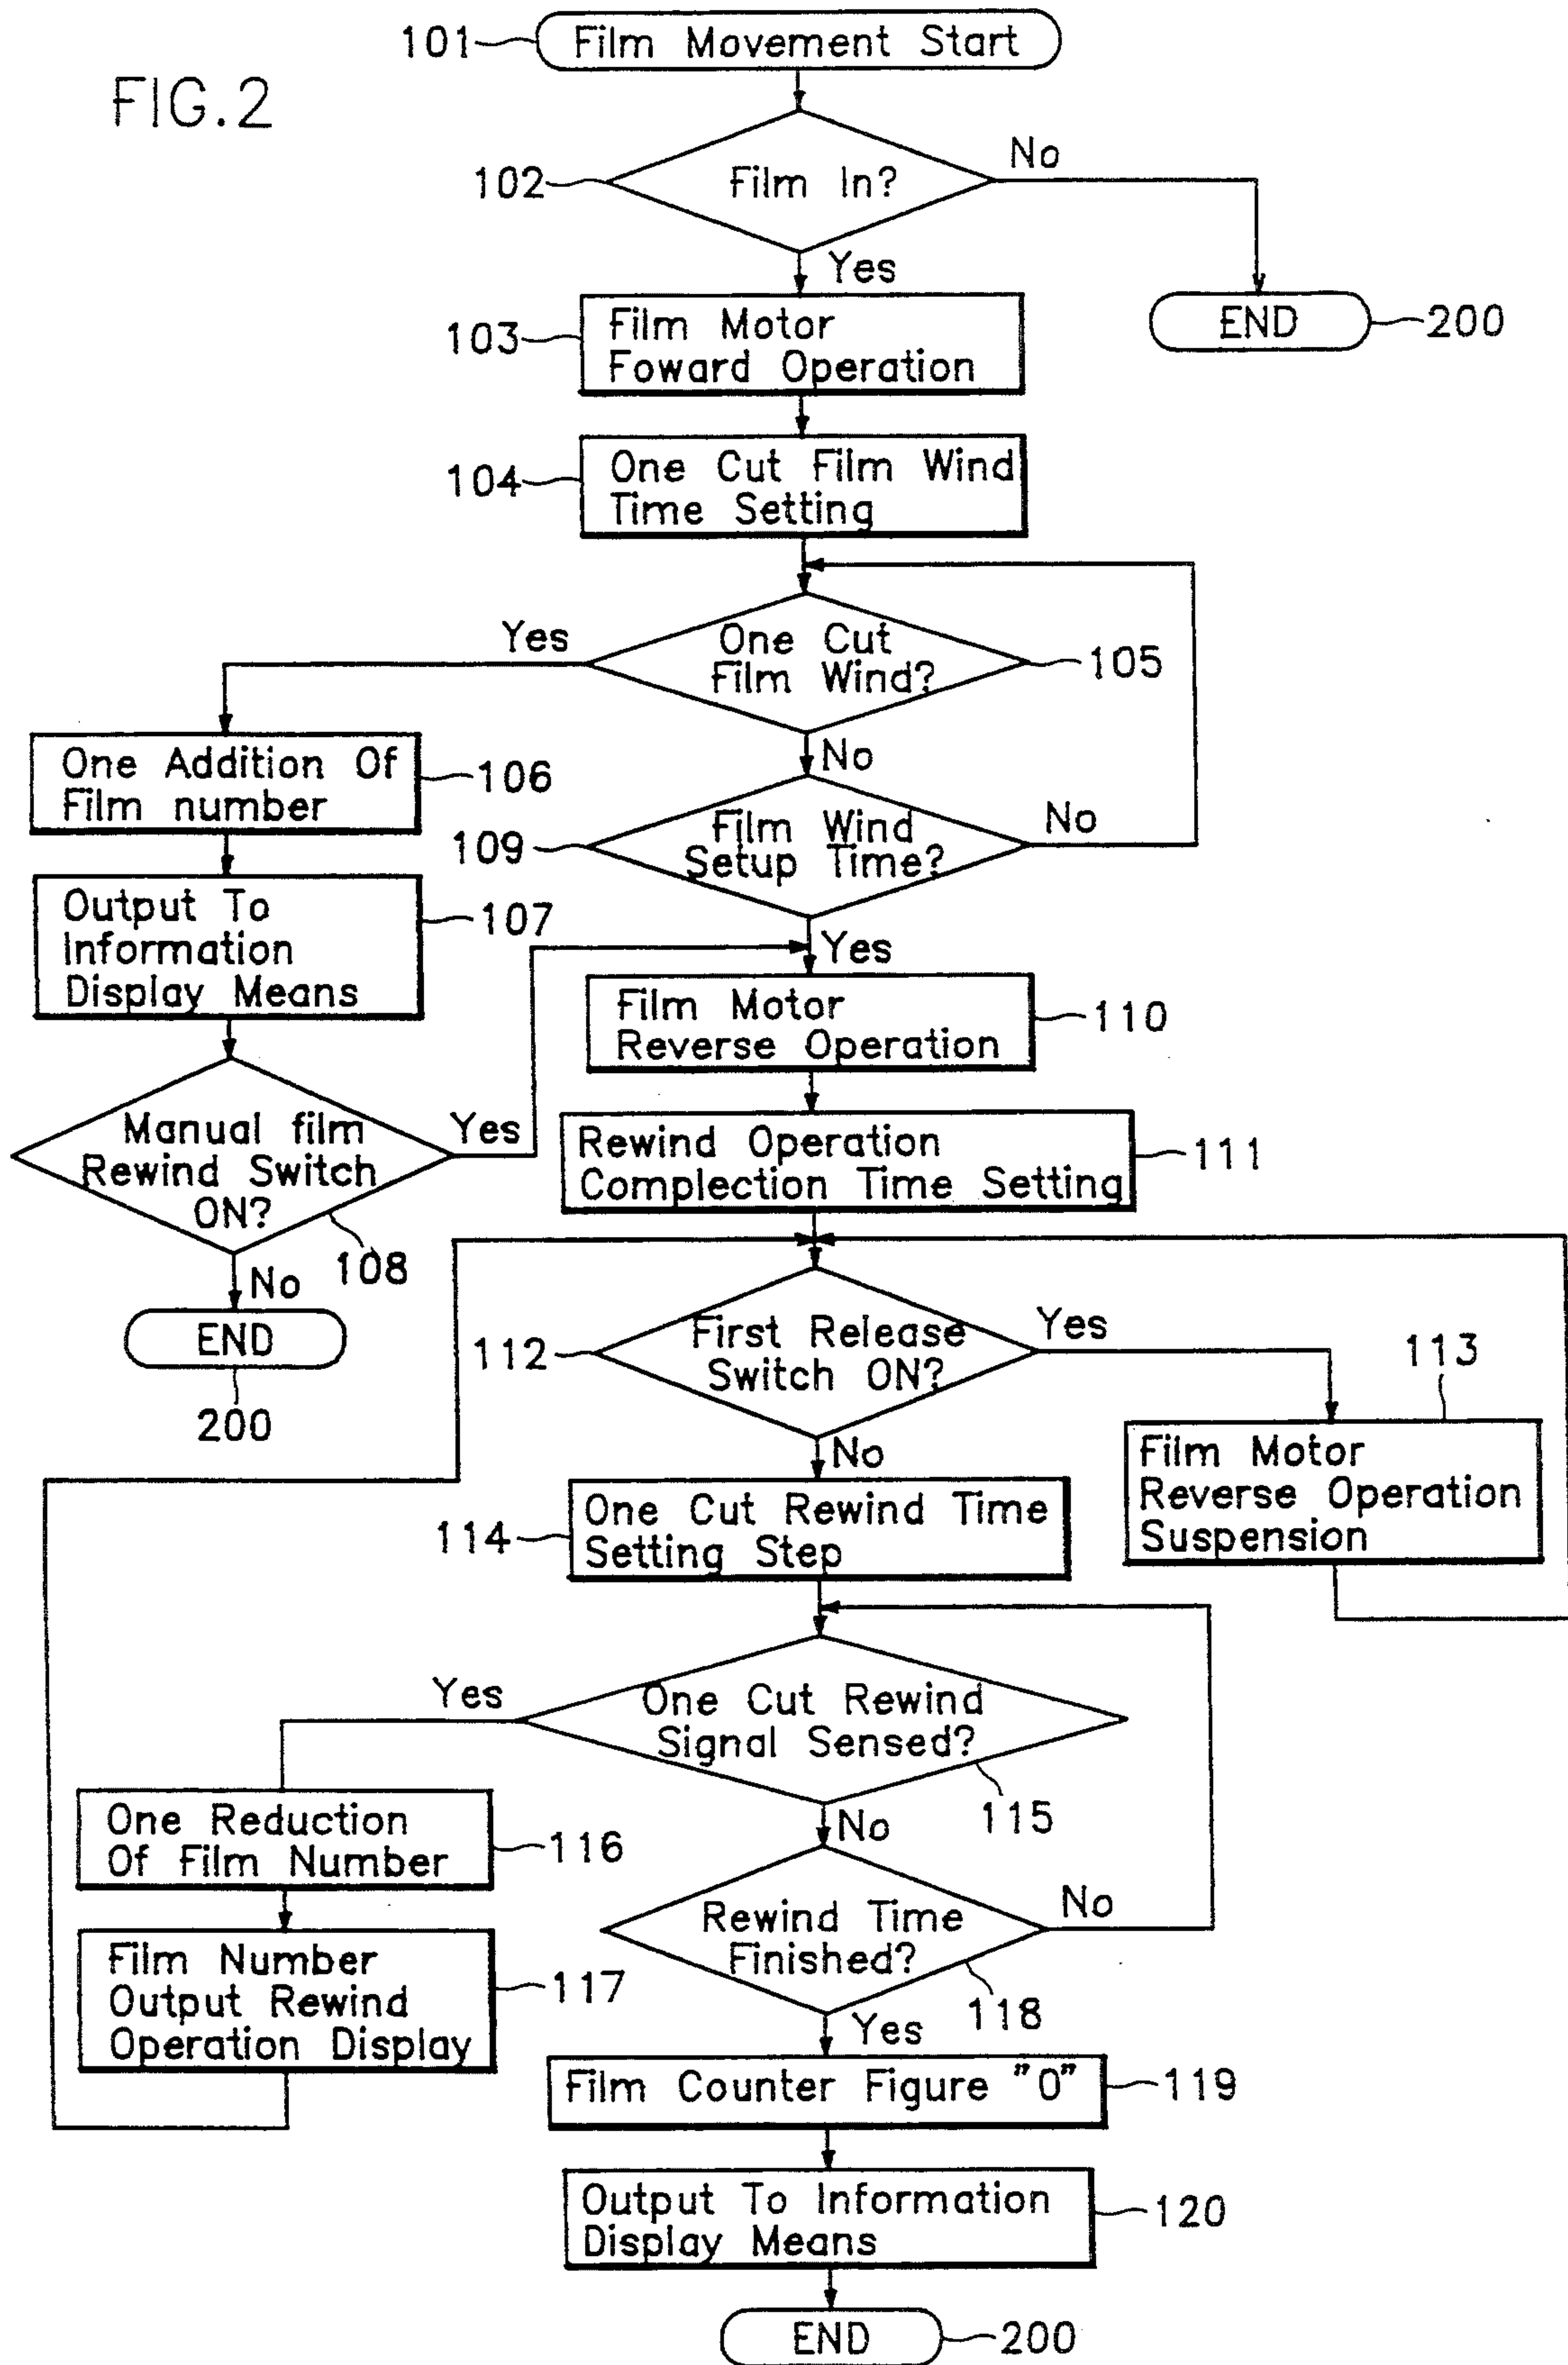 FIG.2
101
Film Movement Start
102
Film In?
No
Yes
END
200
103
Film Motor
Foward Operation
104
One Cut Film Wind
Time Setting
Yes
One Cut
Film Wind?
105
No
One Addition Of
Film number
106
109
Film Wind
Setup Time?
No
Yes
Output To
Information
Display Means
107
Film Motor
Reverse Operation
110
Manual film
Rewind Switch
ON?
Yes
108
No
END
200
Rewind Operation
Complection Time Setting
111
112
First Release
Switch ON?
Yes
No
113
Film Motor
Reverse Operation
Suspension
114
One Cut Rewind Time
Setting Step
Yes
One Cut Rewind
Signal Sensed?
115
No
One Reduction
Of Film Number
116
Film Number
Output Rewind
Operation Display
117
Rewind Time
Finished?
No
118
Yes
Film Counter Figure "0"
119
Output To Information
Display Means
120
END
200